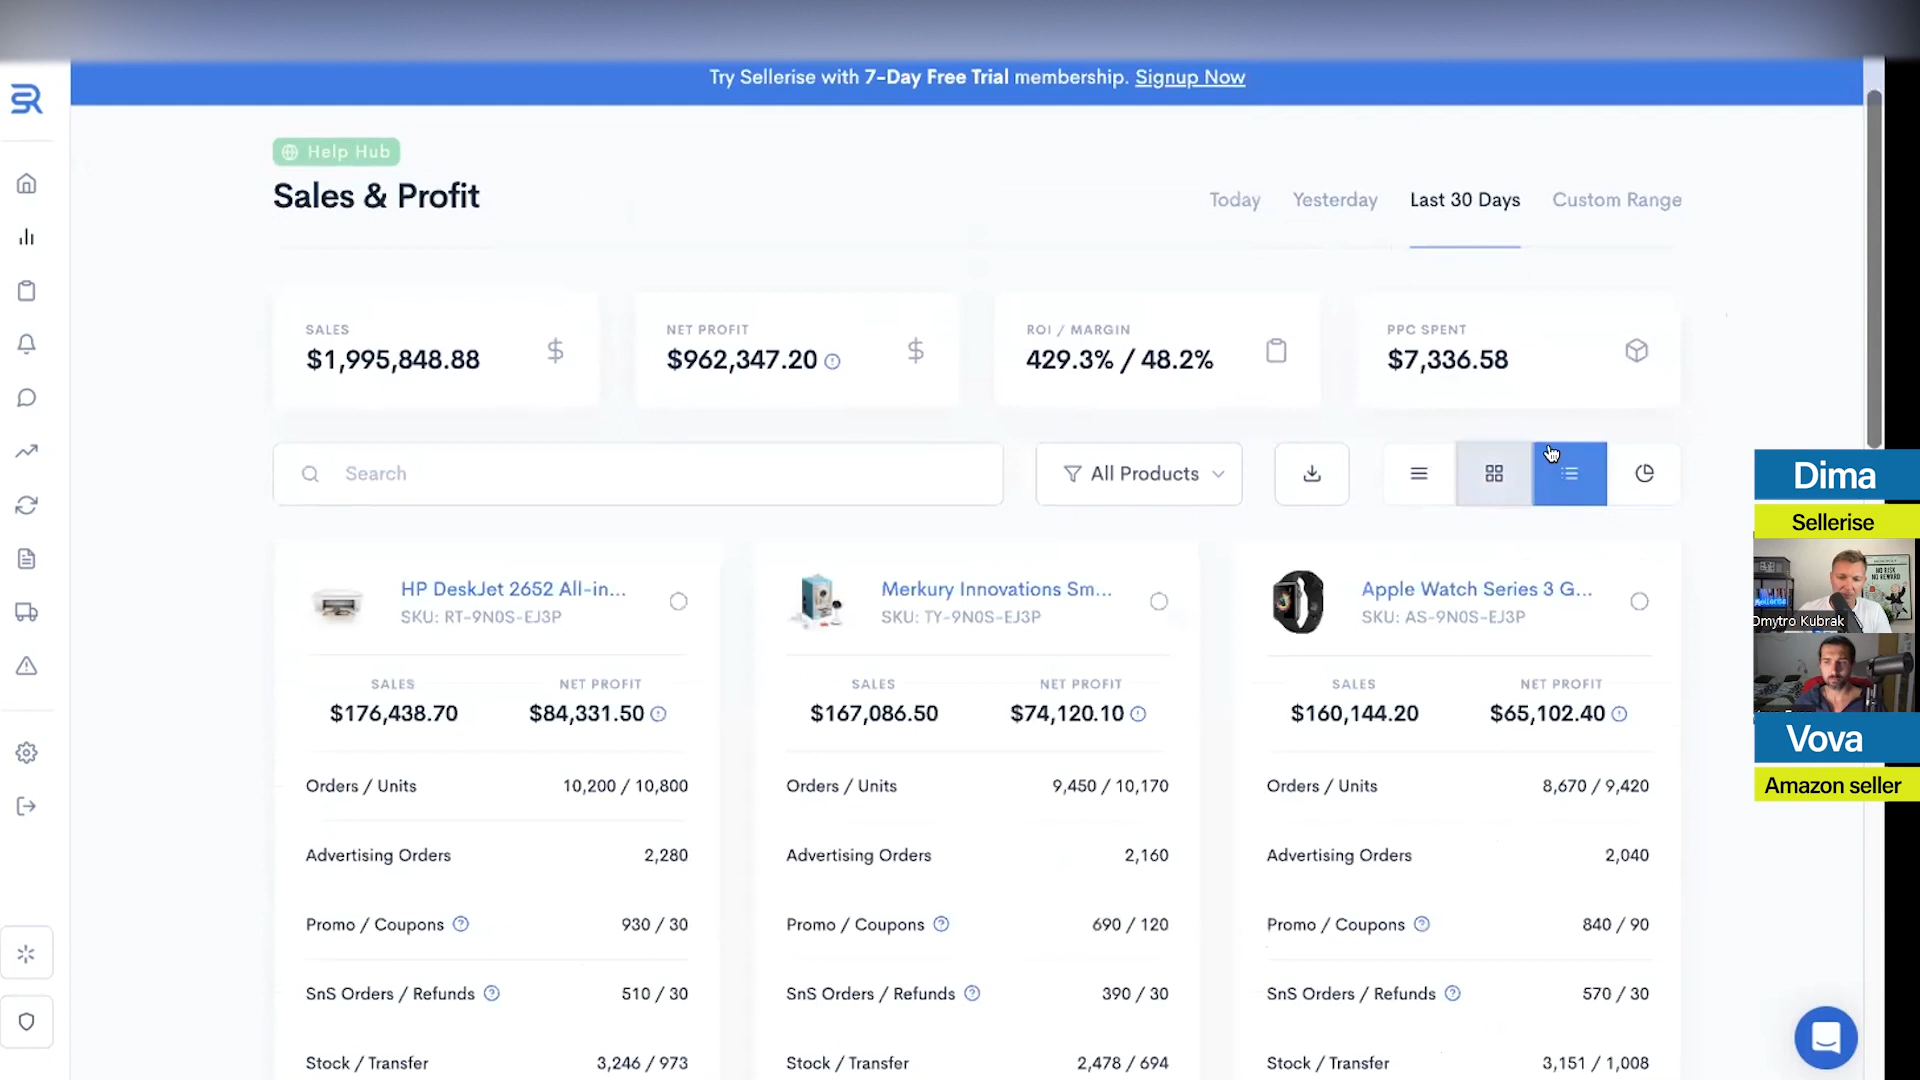 Try Sellerise with 7-Day Free Trial membership. Signup Now
Help Hub
Sales & Profit
Today Yesterday Last 30 Days Custom Range
SALES
$1,995,848.88
NET PROFIT
$962,347.20
ROI / MARGIN
429.3% / 48.2%
PPC SPENT
$7,336.58
Search
All Products
HP DeskJet 2652 All-in...
SKU: RT-9N0S-EJ3P
SALES NET PROFIT
$176,438.70 $84,331.50
Orders / Units 10,200 / 10,800
Advertising Orders 2,280
Promo / Coupons 930 / 30
SnS Orders / Refunds 510 / 30
Stock / Transfer 3,246 / 973
Merkury Innovations Sm...
SKU: TY-9N0S-EJ3P
SALES NET PROFIT
$167,086.50 $74,120.10
Orders / Units 9,450 / 10,170
Advertising Orders 2,160
Promo / Coupons 690 / 120
SnS Orders / Refunds 390 / 30
Stock / Transfer 2,478 / 694
Apple Watch Series 3 G...
SKU: AS-9N0S-EJ3P
SALES NET PROFIT
$160,144.20 $65,102.40
Orders / Units 8,670 / 9,420
Advertising Orders 2,040
Promo / Coupons 840 / 90
SnS Orders / Refunds 570 / 30
Stock / Transfer 3,151 / 1,008
Dima
Sellerise
NO RISK
NO REWARD
Dmytro Kubrak
Vova
Amazon seller